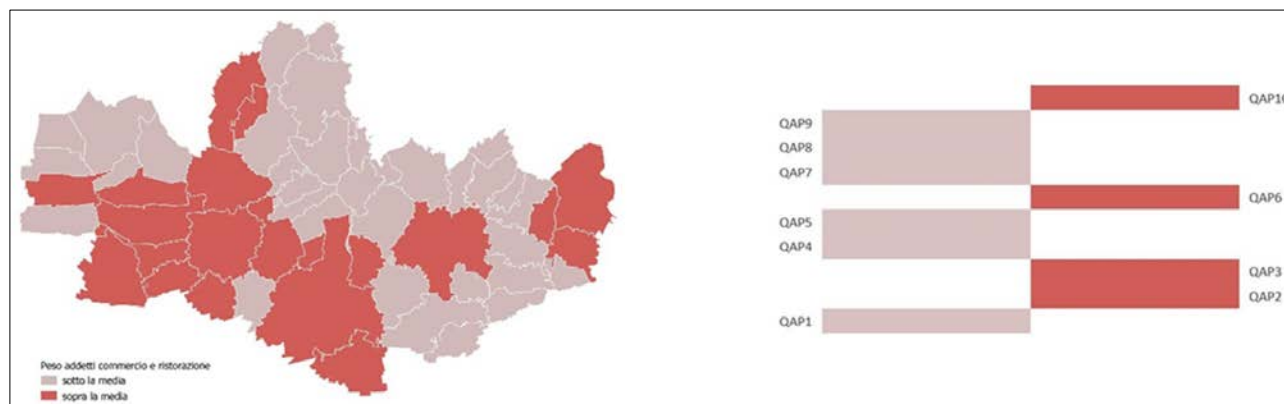 Peso addetti commercio e ristorazione
sotto la media
sopra la media
QAP10
QAP9
QAP8
QAP7
QAP6
QAP5
QAP4
QAP3
QAP2
QAP1